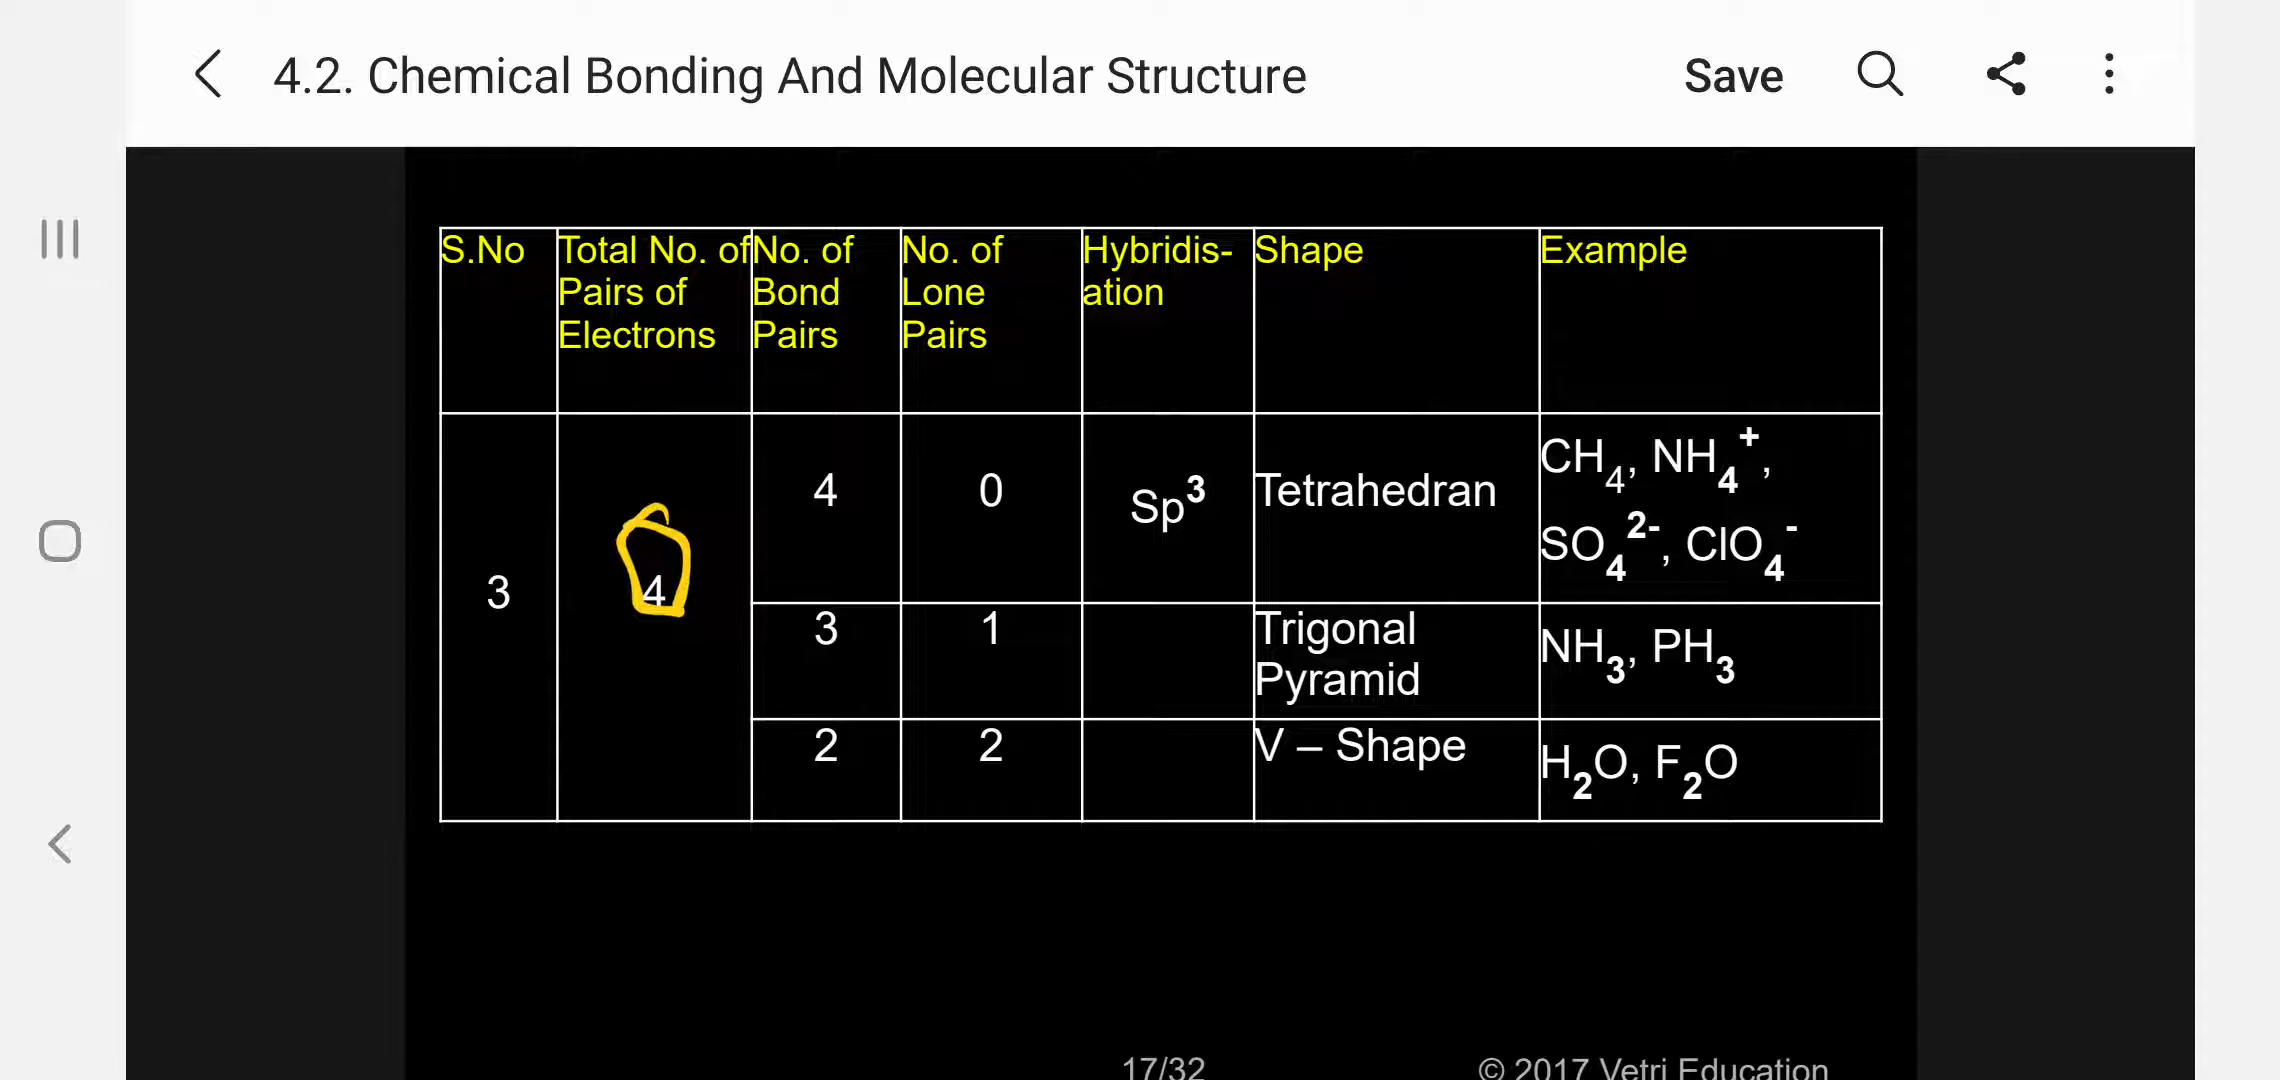 4.2. Chemical Bonding And Molecular Structure Save
S.No Total No. of Pairs of Electrons No. of Bond Pairs No. of Lone Pairs Hybridis-ation Shape Example
3 4 4 0 Sp³ Tetrahedran CH₄, NH₄⁺,
SO₄²⁻, ClO₄⁻
3 1 Trigonal Pyramid NH₃, PH₃
2 2 V – Shape H₂O, F₂O
17/32 © 2017 Vetri Education